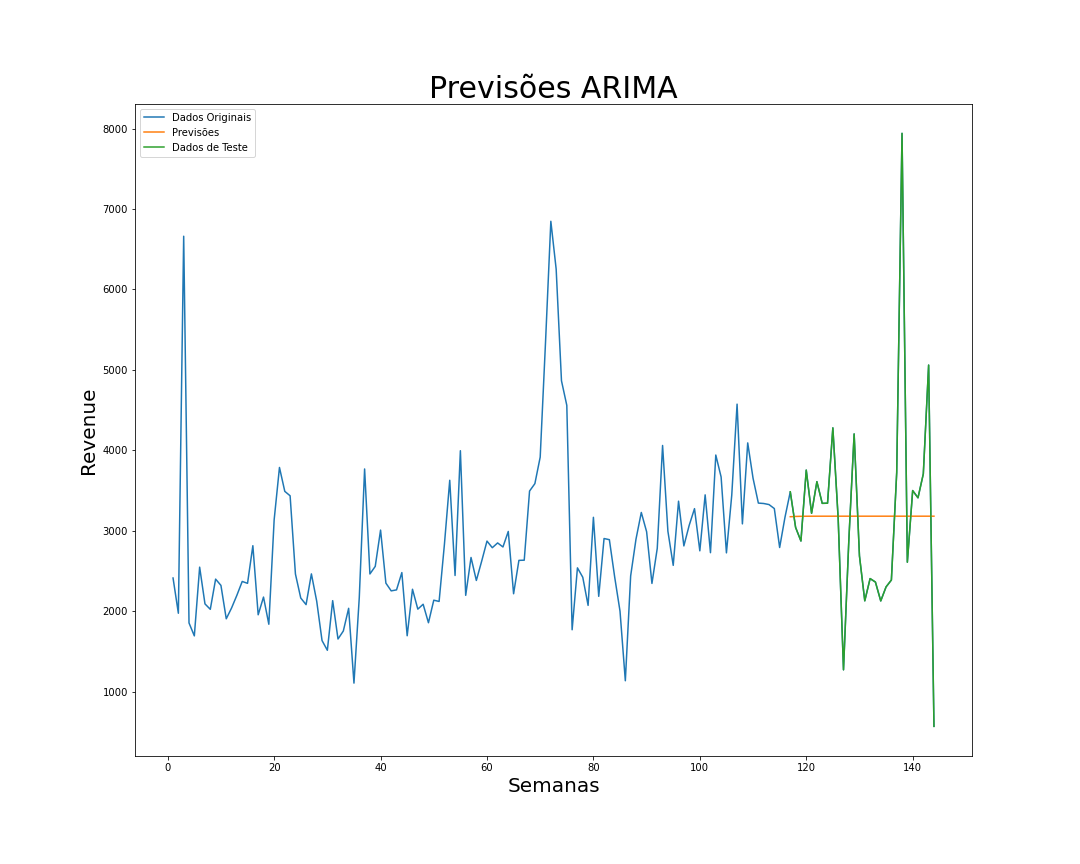 Previsões ARIMA
Dados Originais
Previsões
Dados de Teste
8000
7000
6000
5000
4000
3000
2000
1000
Revenue
0 20 40 60 80 100 120 140
Semanas